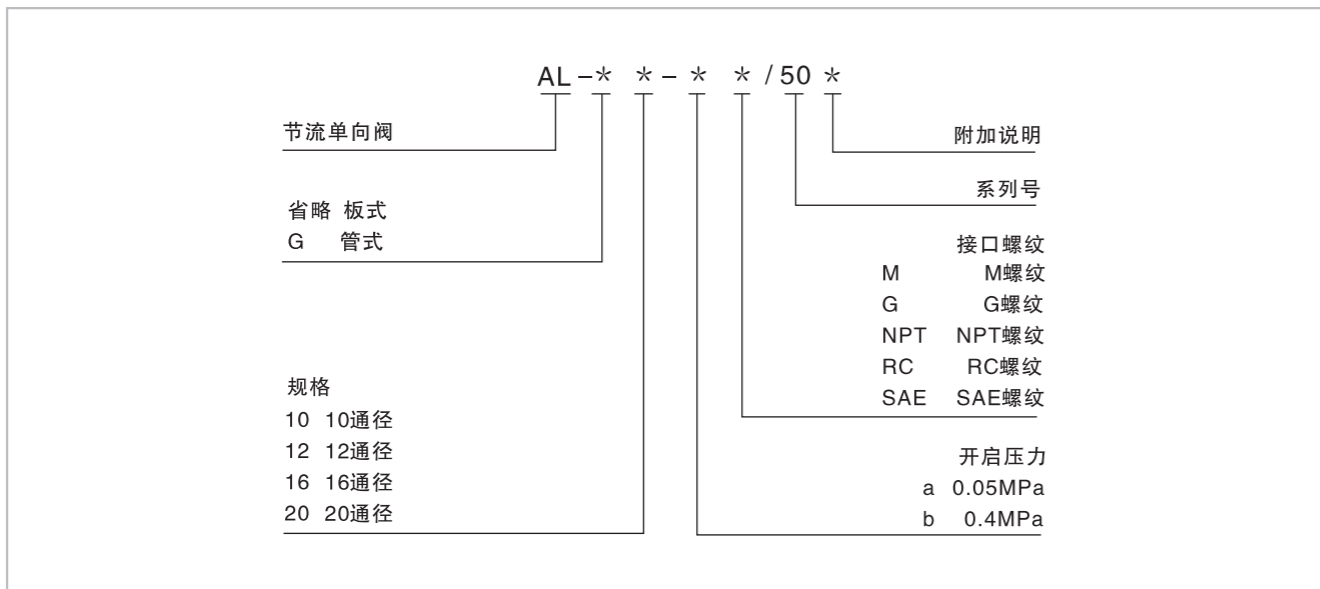 AL-* *-* */50 *
节流单向阀
省略 板式
G 管式
规格
10 10通径
12 12通径
16 16通径
20 20通径
附加说明
系列号
接口螺纹
M M螺纹
G G螺纹
NPT NPT螺纹
RC RC螺纹
SAE SAE螺纹
开启压力
a 0.05MPa
b 0.4MPa